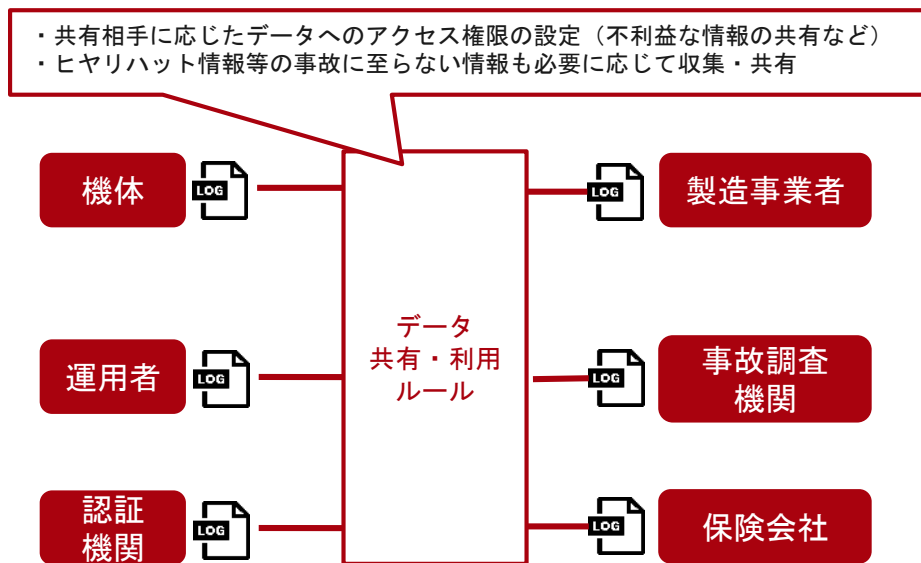 ・共有相手に応じたデータへのアクセス権限の設定（不利益な情報の共有など）
・ヒヤリハット情報等の事故に至らない情報も必要に応じて収集・共有
機体
LOG
LOG
製造事業者
運用者
LOG
データ
共有・利用
ルール
LOG
事故調査
機関
認証
機関
LOG
LOG
保険会社